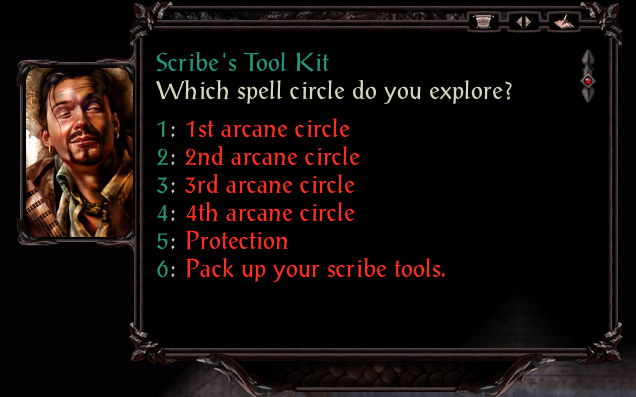 Scribe's Tool Kit
Which spell circle do you explore?
1: 1st arcane circle
2: 2nd arcane circle
3: 3rd arcane circle
4: 4th arcane circle
5: Protection
6: Pack up your scribe tools.